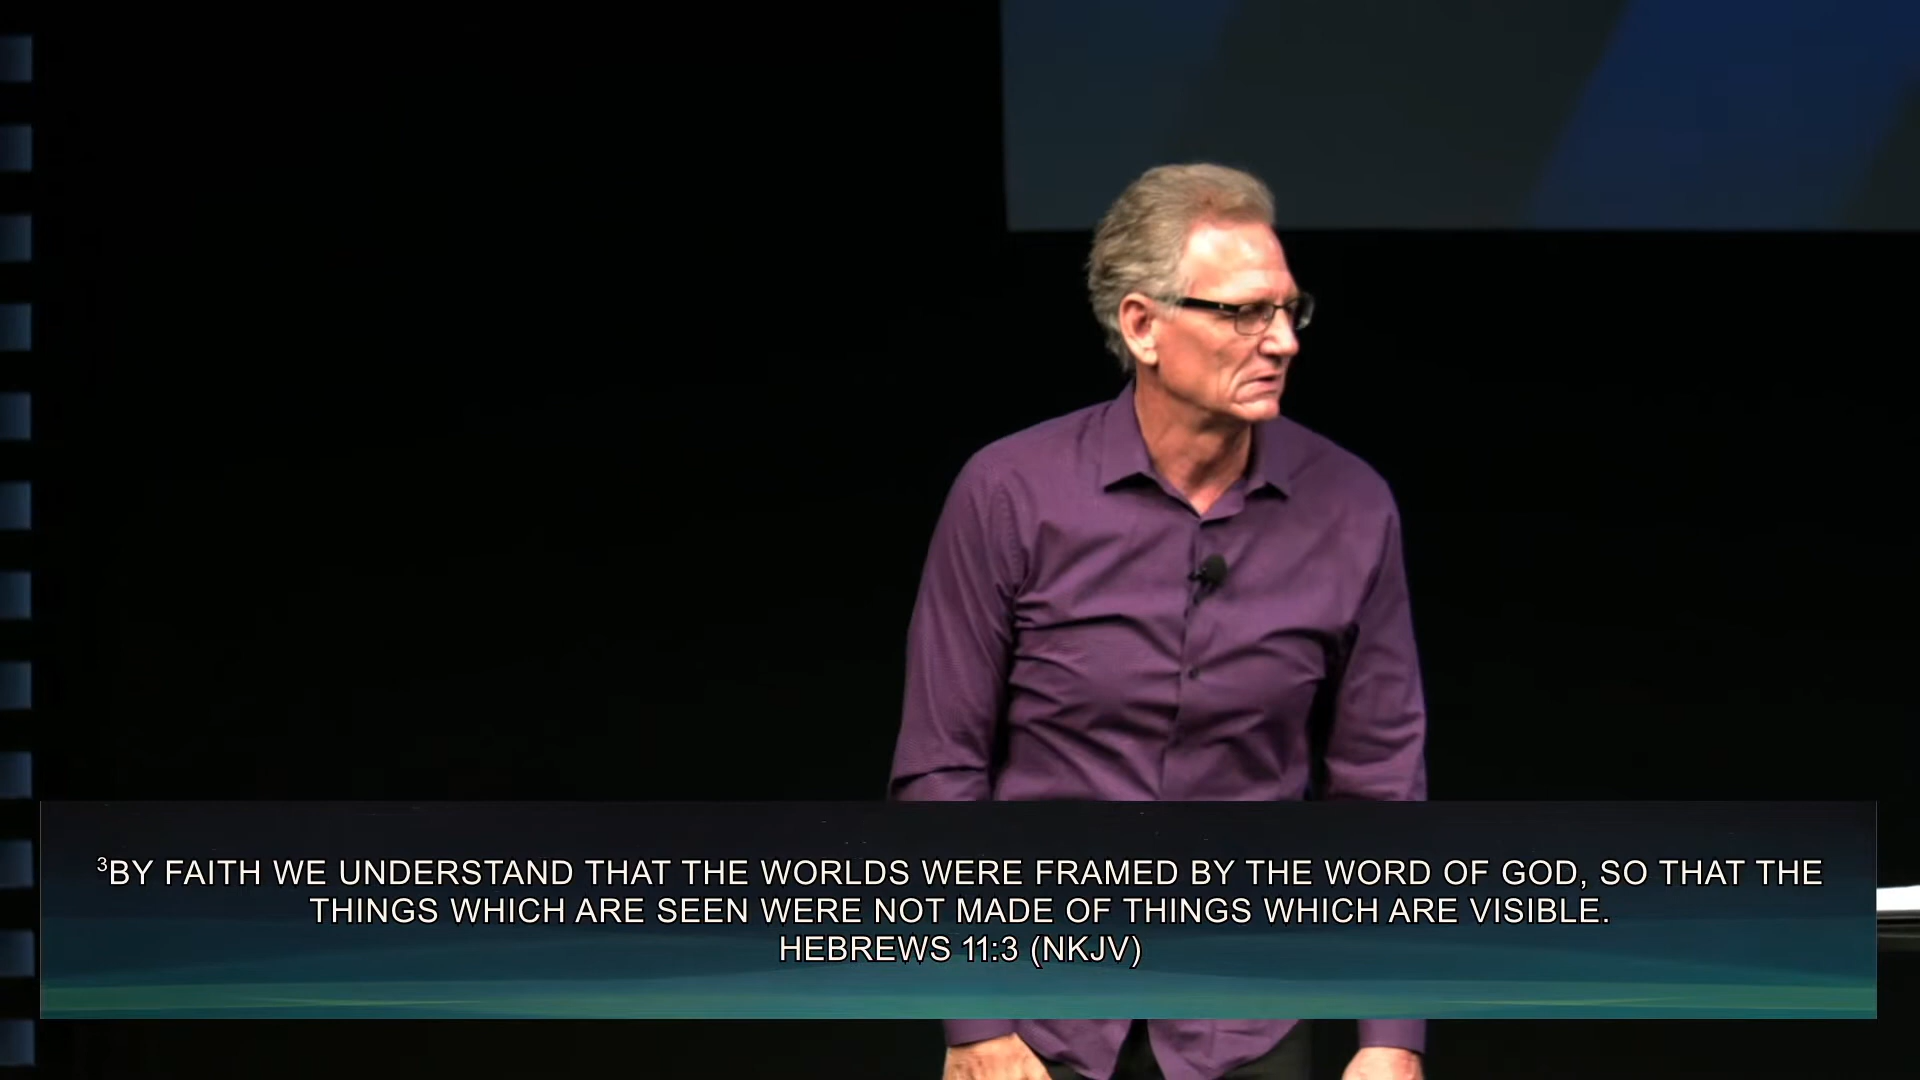 ³BY FAITH WE UNDERSTAND THAT THE WORLDS WERE FRAMED BY THE WORD OF GOD, SO THAT THE
THINGS WHICH ARE SEEN WERE NOT MADE OF THINGS WHICH ARE VISIBLE.
HEBREWS 11:3 (NKJV)